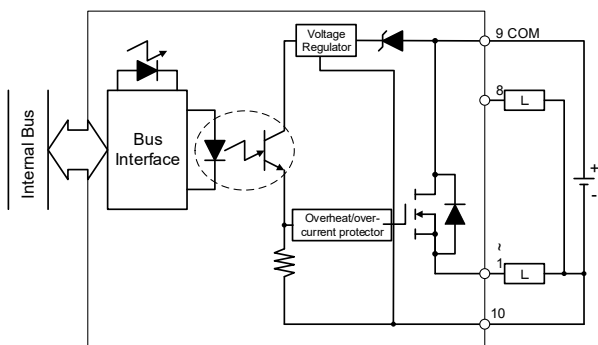 Voltage
Regulator
9 COM
8
L
Internal Bus
Bus
Interface
+
-
Overheat/over-
current protector
~
1
L
10